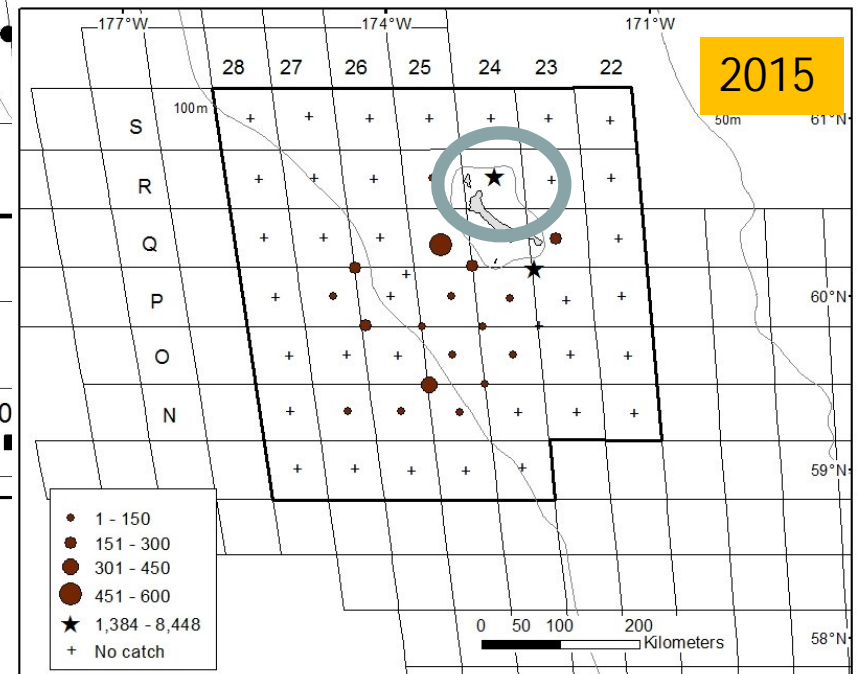 177°W 174°W 171°W
28 27 26 25 24 23 22
2015
100m
50m
61°N
S
R
Q
60°N
P
O
0
N
59°N
1 - 150
151 - 300
301 - 450
451 - 600
1,384 - 8,448
No catch
0 50 100 200
Kilometers
58°N